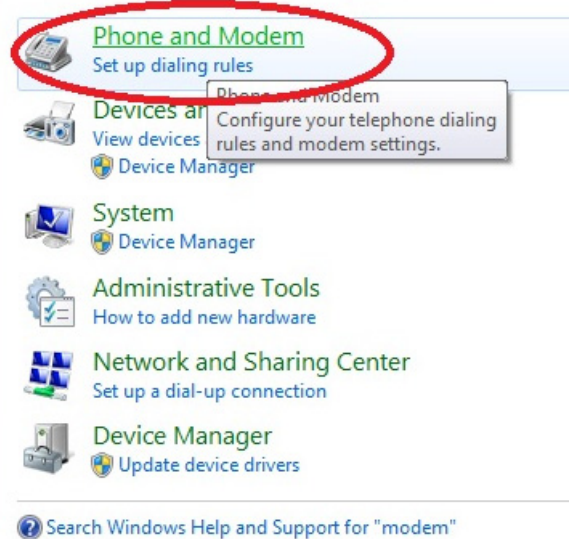 Phone and Modem
Set up dialing rules
Phone and Modem
Configure your telephone dialing
rules and modem settings.
Devices an
View devices
Device Manager
System
Device Manager
Administrative Tools
How to add new hardware
Network and Sharing Center
Set up a dial-up connection
Device Manager
Update device drivers
Search Windows Help and Support for "modem"